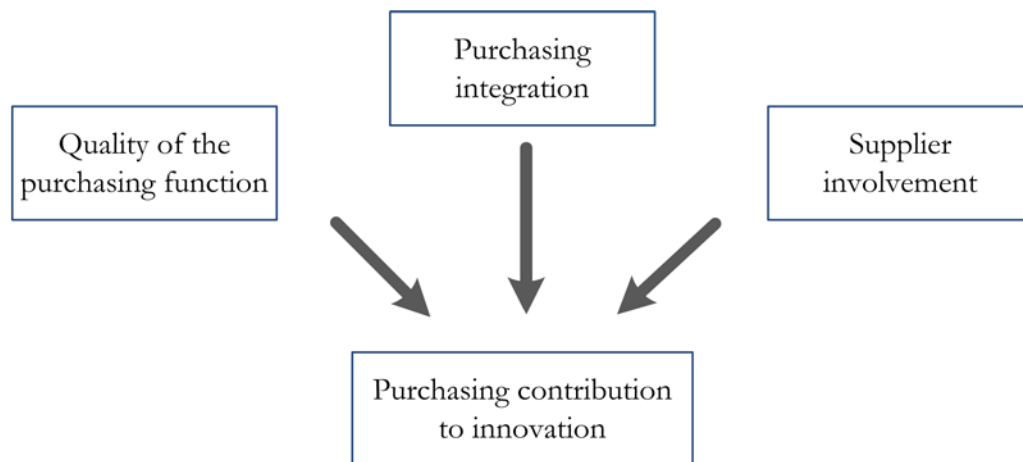 Purchasing
integration
Quality of the
purchasing function
Supplier
involvement
Purchasing contribution
to innovation